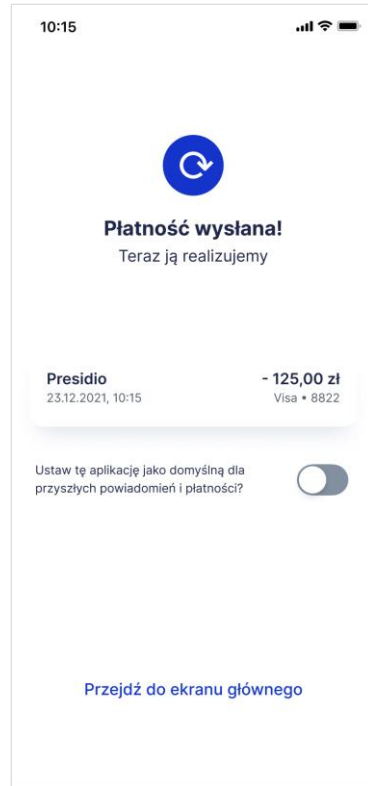 10:15
Płatność wysłana!
Teraz ją realizujemy
Presidio - 125,00 zł
23.12.2021, 10:15 Visa • 8822
Ustaw tę aplikację jako domyślną dla
przyszłych powiadomień i płatności?
Przejdź do ekranu głównego